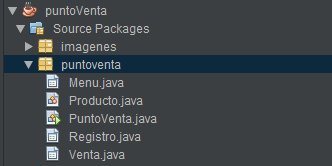 puntoVenta
Source Packages
imagenes
puntoventa
Menu.java
Producto.java
PuntoVenta.java
Registro.java
Venta.java